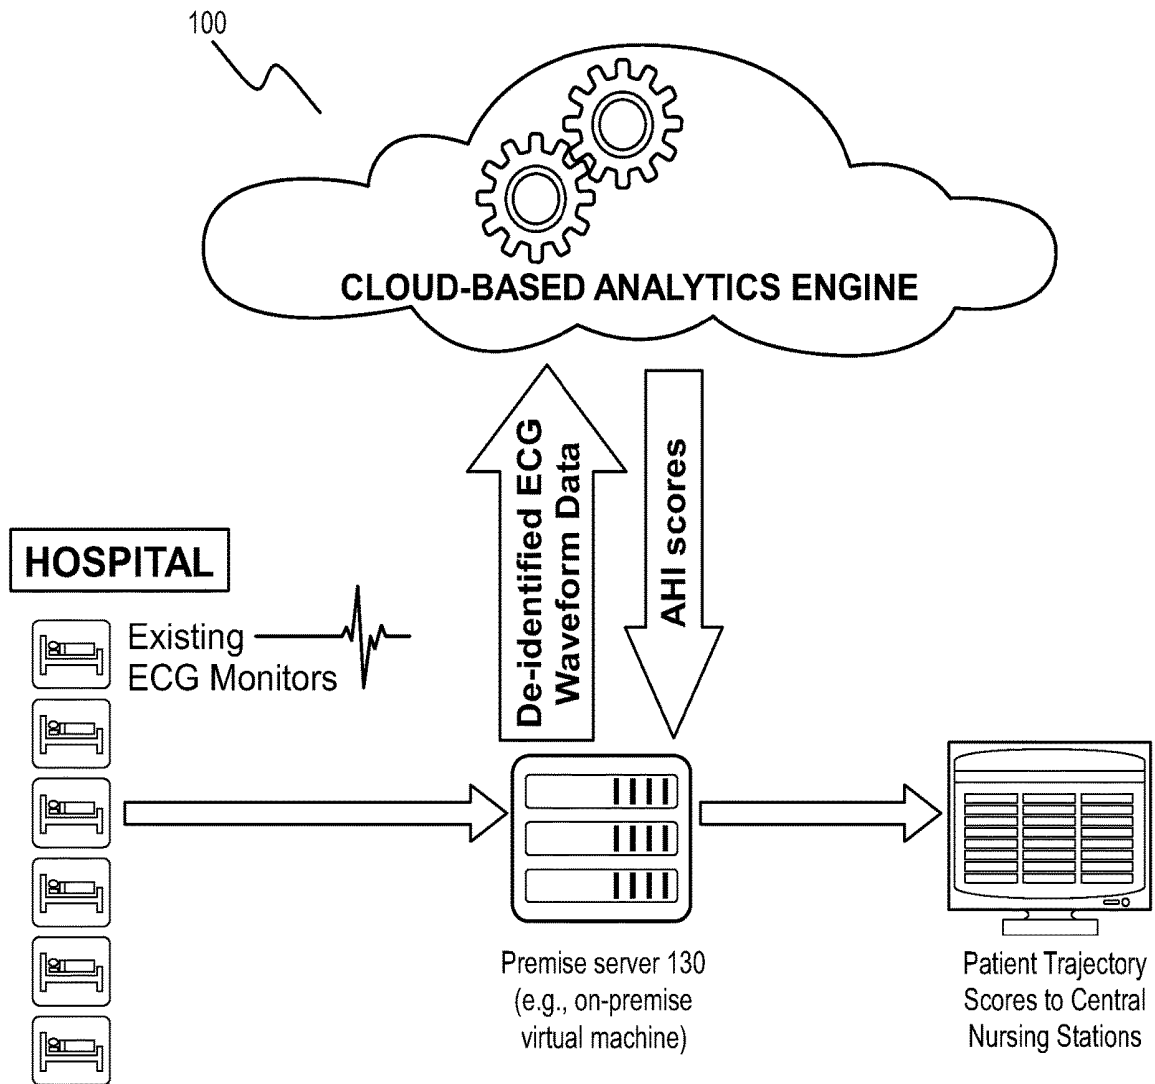 100
CLOUD-BASED ANALYTICS ENGINE
De-identified ECG
Waveform Data
AHI scores
HOSPITAL
Existing
ECG Monitors
Premise server 130
(e.g., on-premise
virtual machine)
Patient Trajectory
Scores to Central
Nursing Stations